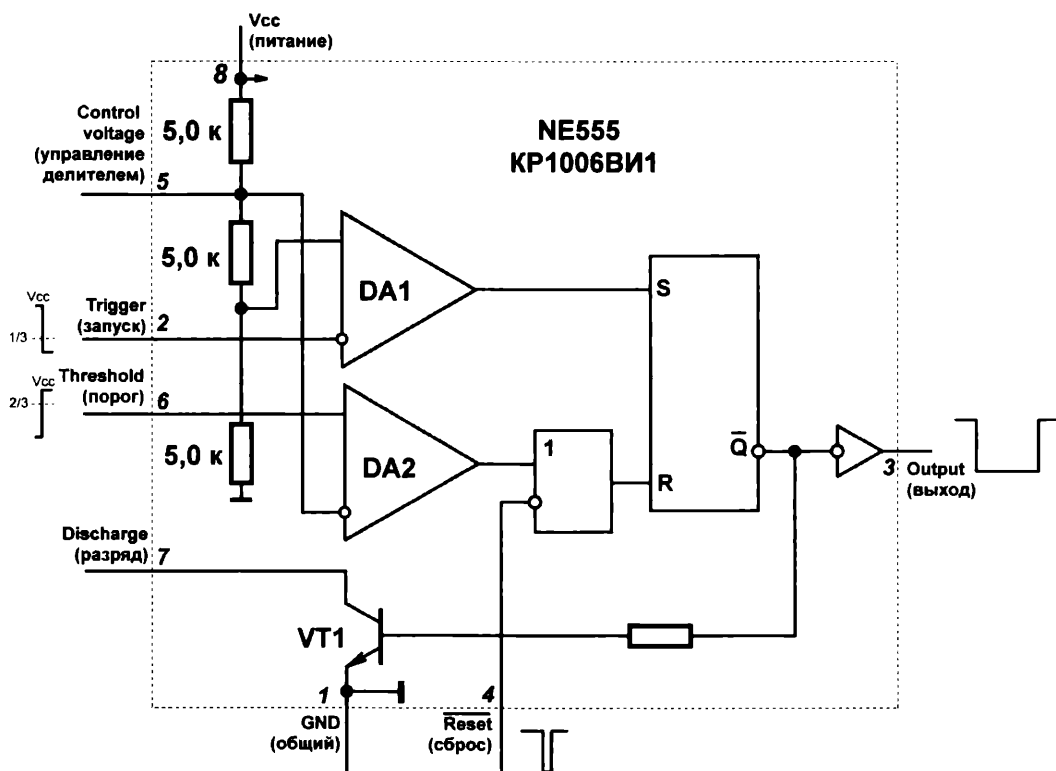 Vcc
(питание)
8
Control
voltage
(управление
делителем)
5
5,0 к
NE555
КР1006ВИ1
5,0 к
DA1
S
Vcc
1/3
Trigger
(запуск)
2
Vcc
2/3
Threshold
(порог)
6
5,0 к
DA2
1
R
Q
3
Output
(выход)
Discharge
(разряд)
7
VT1
1
GND
(общий)
4
Reset
(сброс)